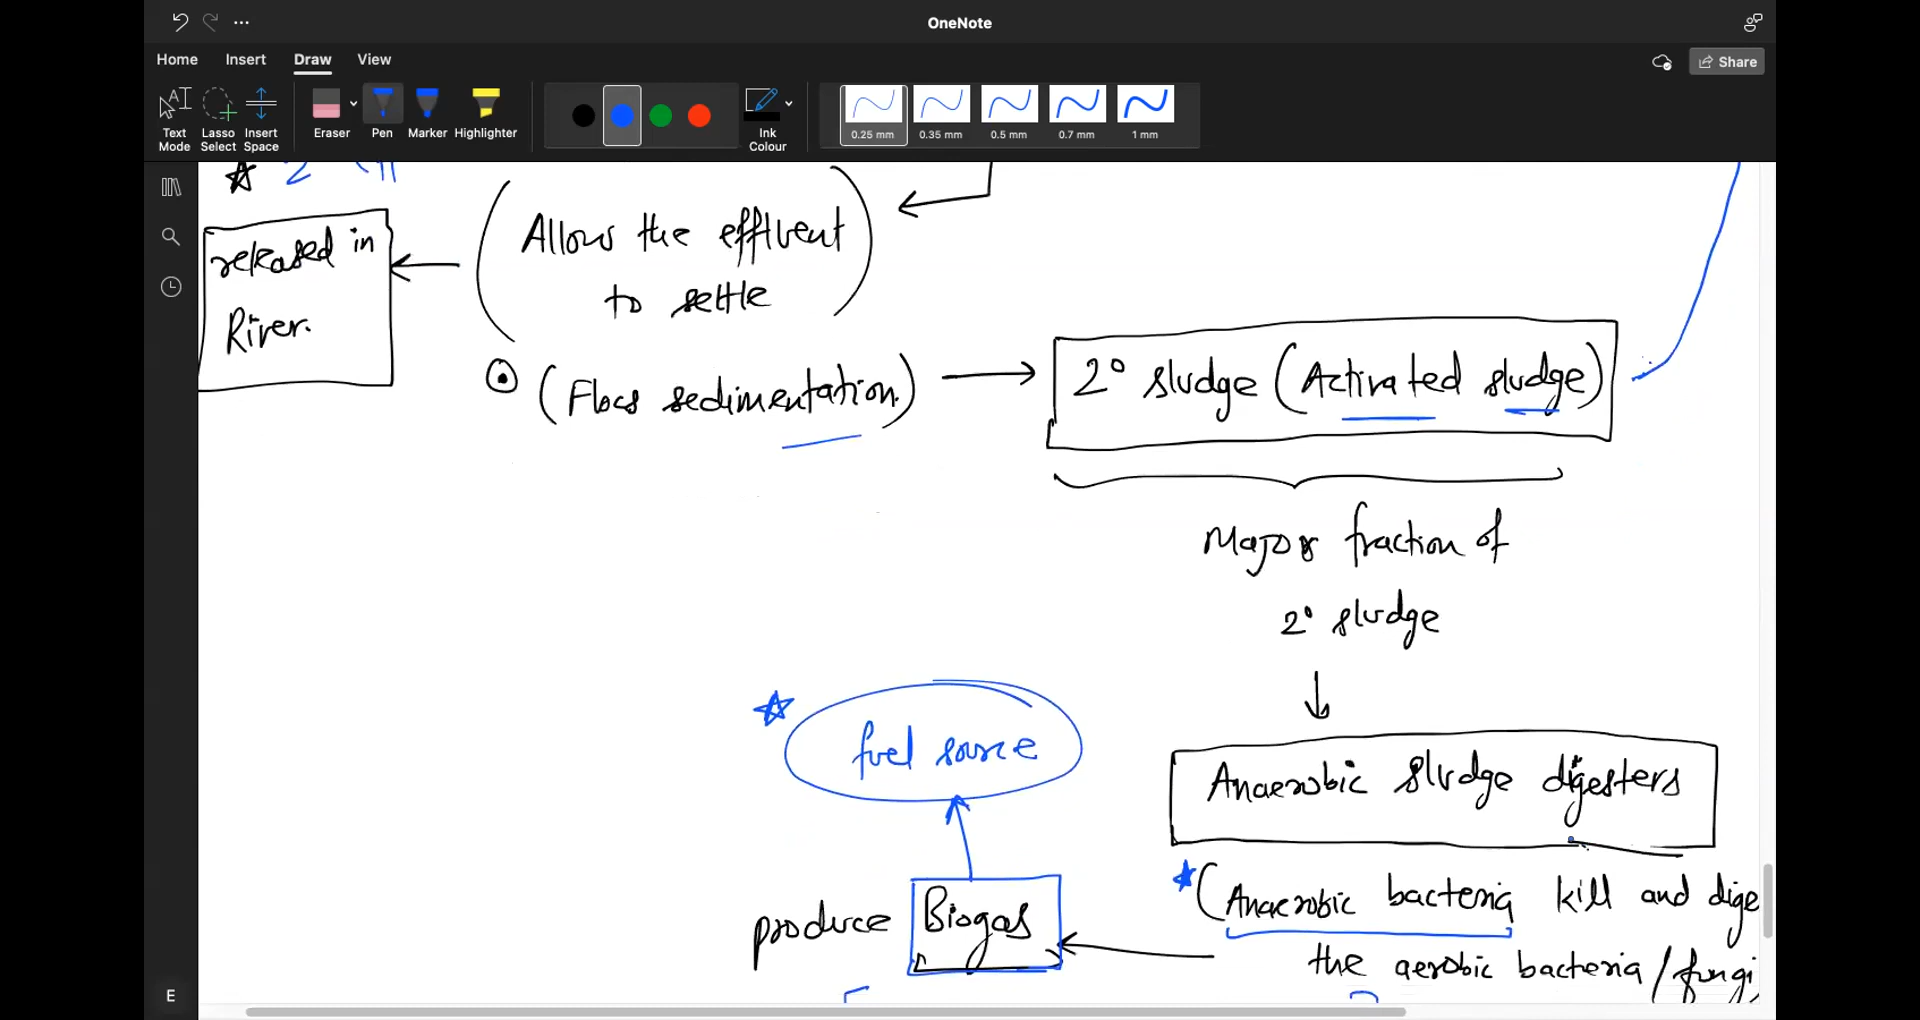 OneNote
Home Insert Draw View
Share
Text Mode
Lasso Select
Insert Space
Eraser
Pen
Marker
Highlighter
Ink Colour
0.25 mm
0.35 mm
0.5 mm
0.7 mm
1 mm
released in
River.
Allows the effluent
to settle
(Flocs sedimentation)
2° sludge (Activated sludge)
Major fraction of
2° sludge
fuel source
Anaerobic sludge digesters
produce Biogas
(Anaerobic bacteria kill and dige
the aerobic bacteria/fungi
E